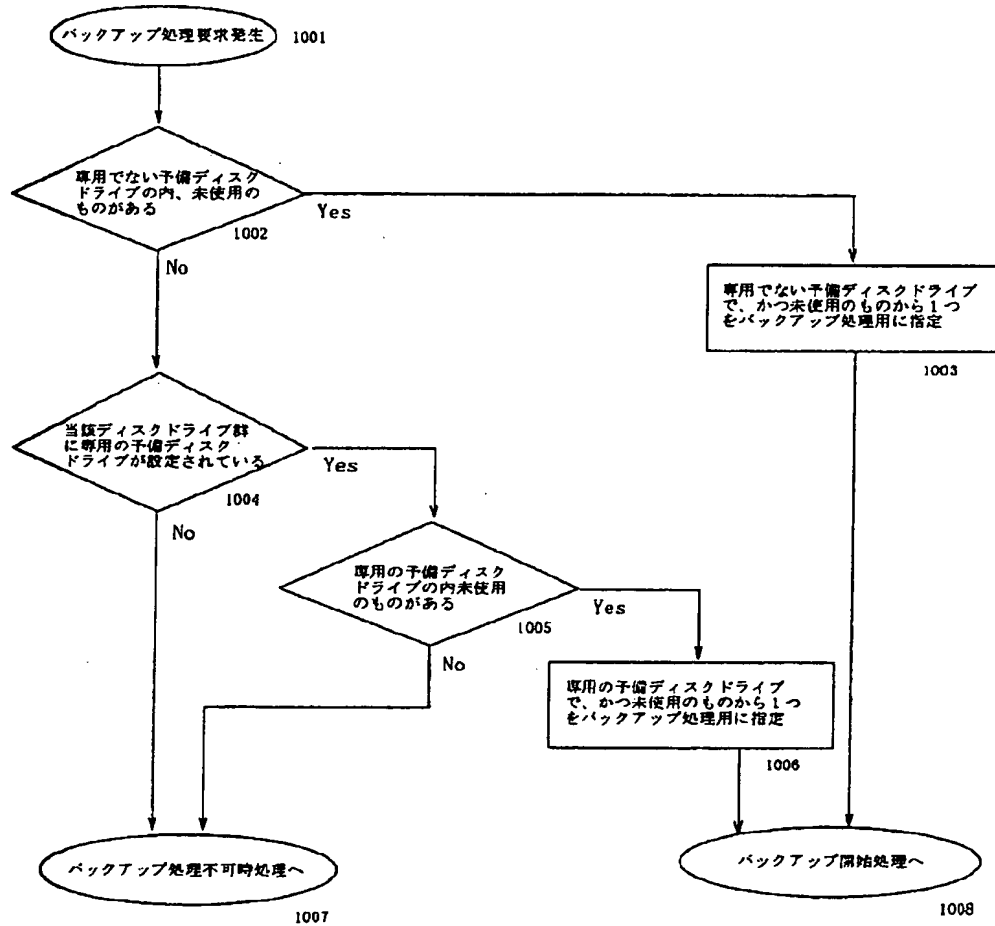 バックアップ処理要求発生
1001
専用でない予備ディスク
ドライブの内、未使用の
ものがある
1002
Yes
No
専用でない予備ディスクドライブ
で、かつ未使用のものから1つ
をバックアップ処理用に指定
1003
当該ディスクドライブ群
に専用の予備ディスク
ドライブが設定されている
1004
Yes
No
専用の予備ディスク
ドライブの内未使用
のものがある
1005
Yes
No
専用の予備ディスクドライブ
で、かつ未使用のものから1つ
をバックアップ処理用に指定
1006
バックアップ処理不可時処理へ
1007
バックアップ開始処理へ
1008